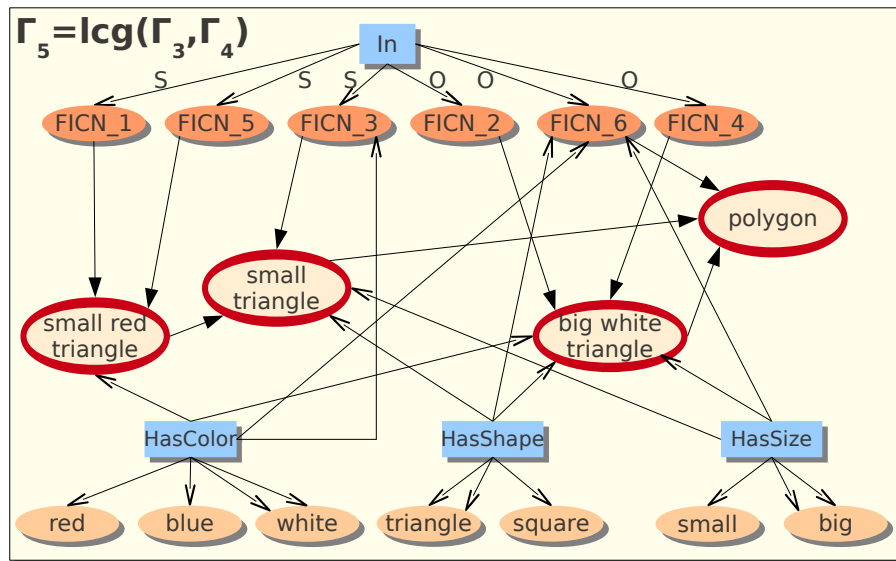 Γ₅=lcg(Γ₃,Γ₄)
In
S S S O O O
FICN_1 FICN_5 FICN_3 FICN_2 FICN_6 FICN_4
polygon
small
triangle
small red
triangle
big white
triangle
HasColor HasShape HasSize
red blue white triangle square small big